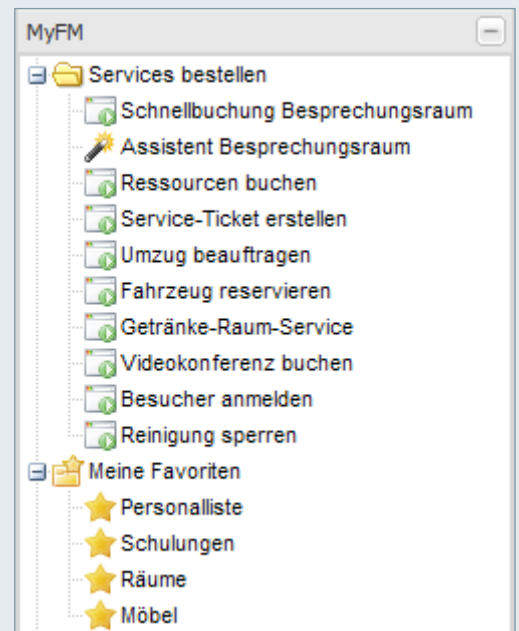 MyFM
Services bestellen
Schnellbuchung Besprechungsraum
Assistent Besprechungsraum
Ressourcen buchen
Service-Ticket erstellen
Umzug beauftragen
Fahrzeug reservieren
Getränke-Raum-Service
Videokonferenz buchen
Besucher anmelden
Reinigung sperren
Meine Favoriten
Personalliste
Schulungen
Räume
Möbel